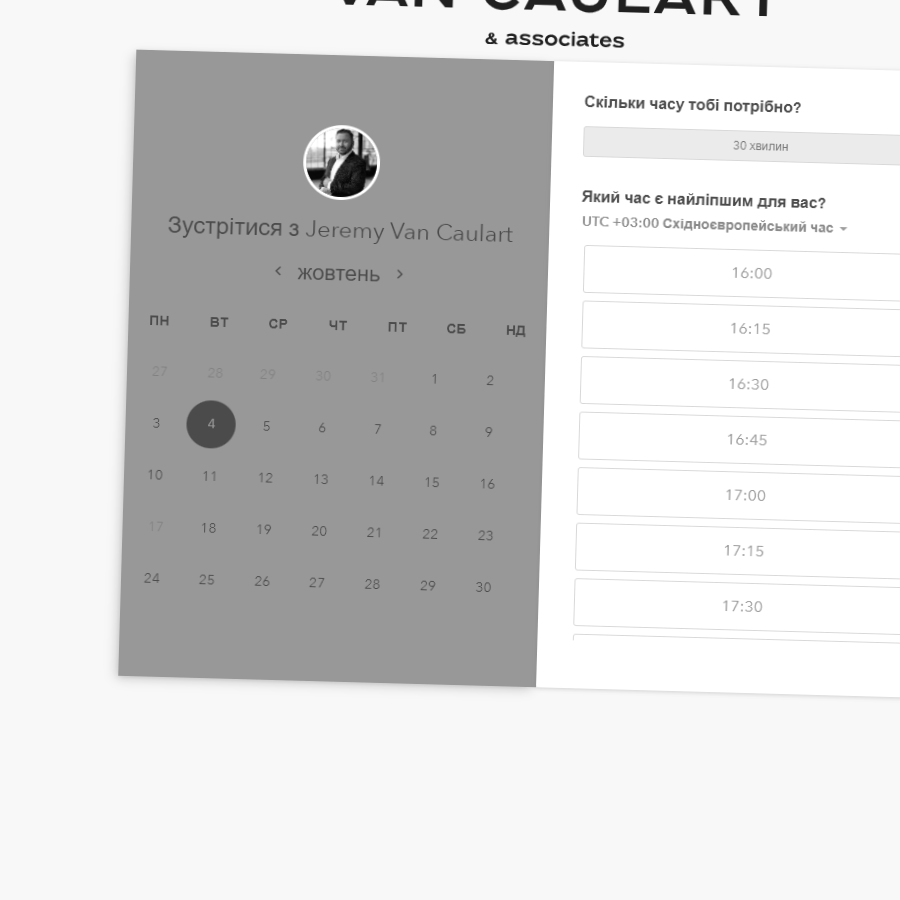 VAN CAULART
& associates
Зустрітися з Jeremy Van Caulart
жовтень
ПН ВТ СР ЧТ ПТ СБ НД
27 28 29 30 31 1 2
3 4 5 6 7 8 9
10 11 12 13 14 15 16
17 18 19 20 21 22 23
24 25 26 27 28 29 30
Скільки часу тобі потрібно?
30 хвилин
Який час є найліпшим для вас?
UTC +03:00 Східноєвропейський час
16:00
16:15
16:30
16:45
17:00
17:15
17:30